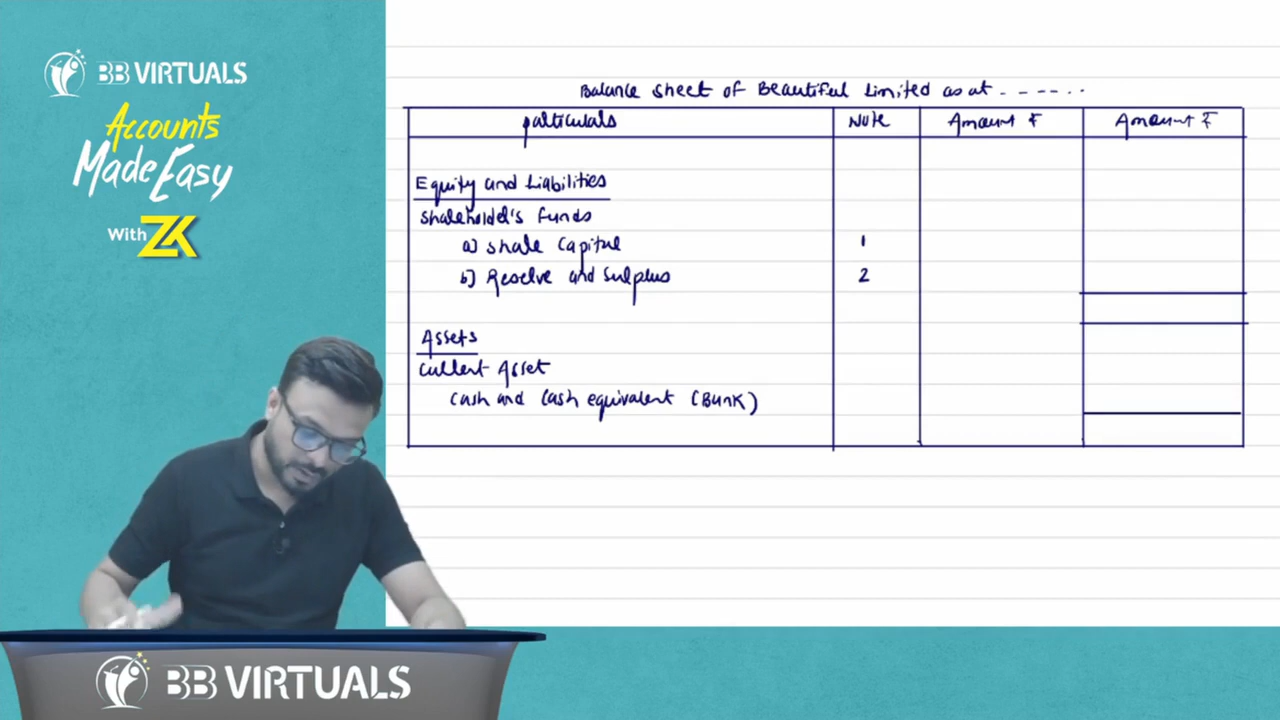 BB VIRTUALS
Accounts
Made Easy
With ZK
Balance sheet of Beautiful Limited as at - - - - - - -
particulars Note Amount ₹ Amount ₹
Equity and Liabilities
Shareholder's Funds
a) Share Capital 1
b) Reserve and Surplus 2
Assets
Current Asset
Cash and Cash equivalent (Bank)
BB VIRTUALS